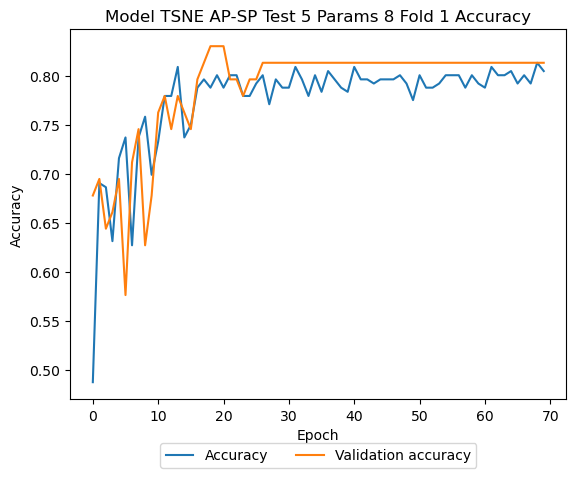 Model TSNE AP-SP Test 5 Params 8 Fold 1 Accuracy
0.80
0.75
0.70
0.65
0.60
0.55
0.50
Accuracy
0 10 20 30 40 50 60 70
Epoch
Accuracy Validation accuracy